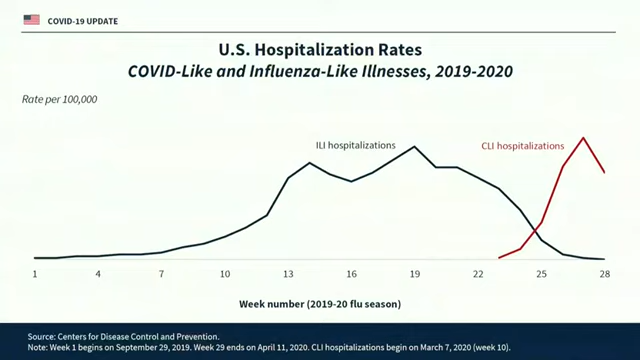 COVID-19 UPDATE
U.S. Hospitalization Rates
COVID-Like and Influenza-Like Illnesses, 2019-2020
Rate per 100,000
ILI hospitalizations
CLI hospitalizations
1 4 7 10 13 16 19 22 25 28
Week number (2019-20 flu season)
Source: Centers for Disease Control and Prevention.
Note: Week 1 begins on September 29, 2019. Week 29 ends on April 11, 2020. CLI hospitalizations begin on March 7, 2020 (week 10).